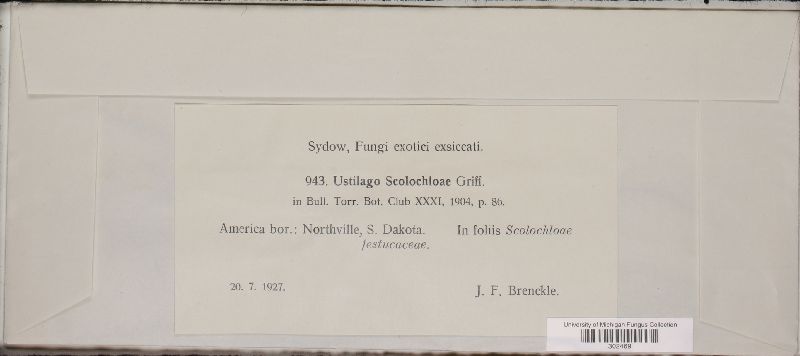 Sydow, Fungi exotici exsiccati.
943. Ustilago Scolochloae Griff.
in Bull. Torr. Bot. Club XXXI, 1904, p. 86.
America bor.: Northville, S. Dakota. In foliis Scolochloae
festucaceae.
20. 7. 1927. J. F. Brenckle.
University of Michigan Fungus Collection
302469